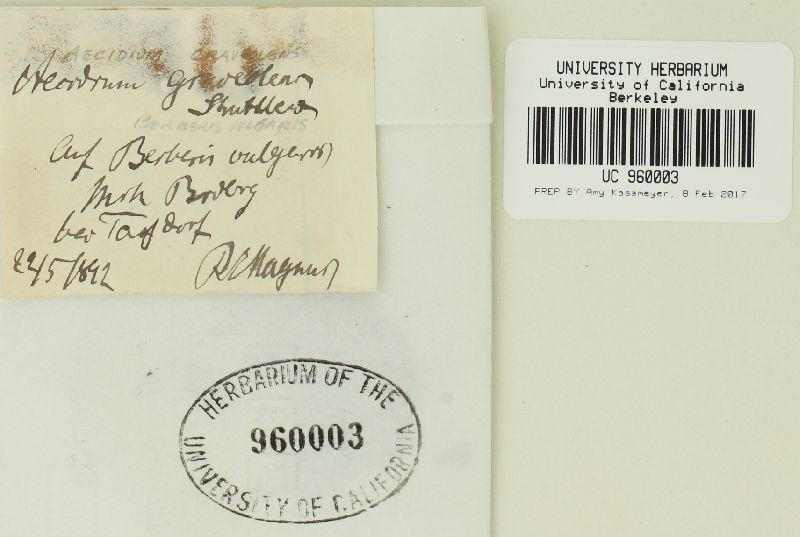 AECIDIUM GRAVEOLENS
Aecidium graveolens
Shuttlew
BERBERIS VULGARIS
Auf Berberis vulgaris
bei
22/5 1892 P. Magnus
UNIVERSITY HERBARIUM
University of California
Berkeley
UC 960003
PREP BY Amy Kasameyer, 8 Feb 2017
HERBARIUM OF THE
960003
UNIVERSITY OF CALIFORNIA